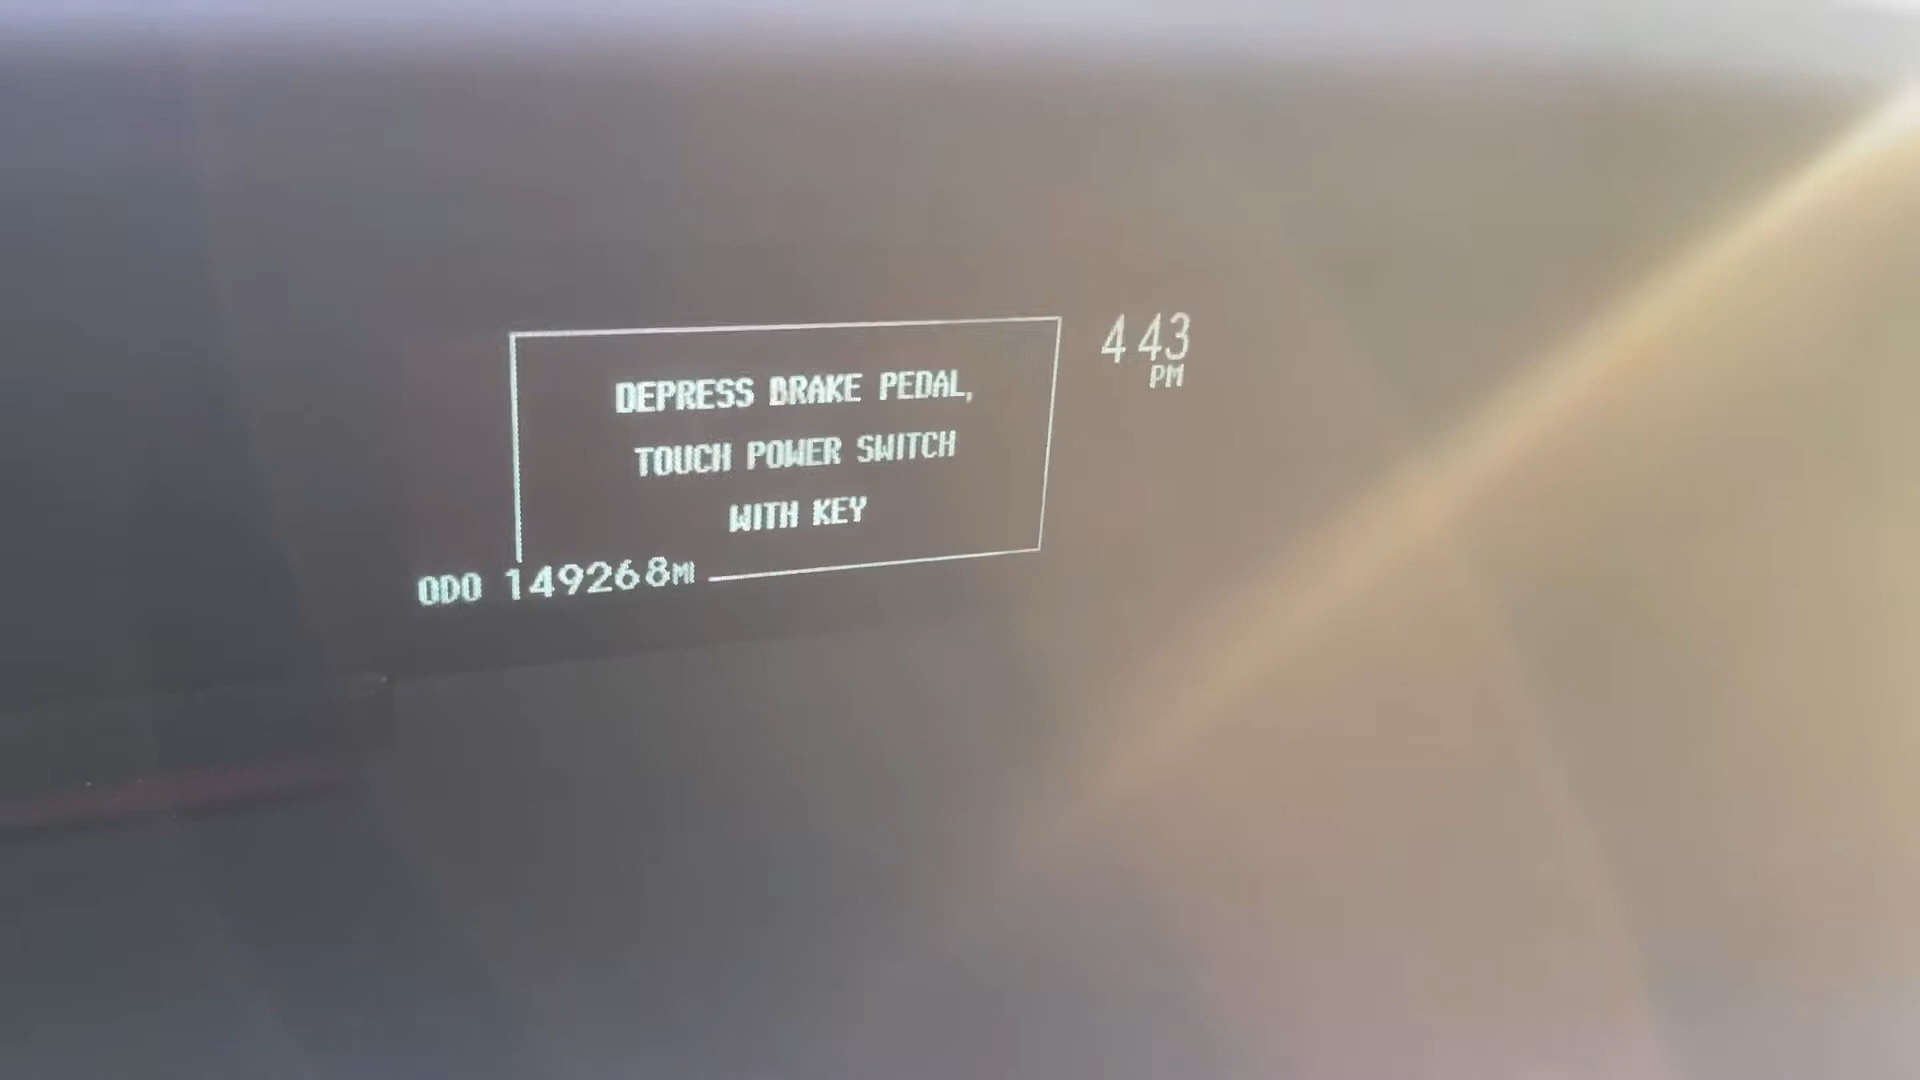 4 43
PM
DEPRESS BRAKE PEDAL,
TOUCH POWER SWITCH
WITH KEY
ODO 149268MI